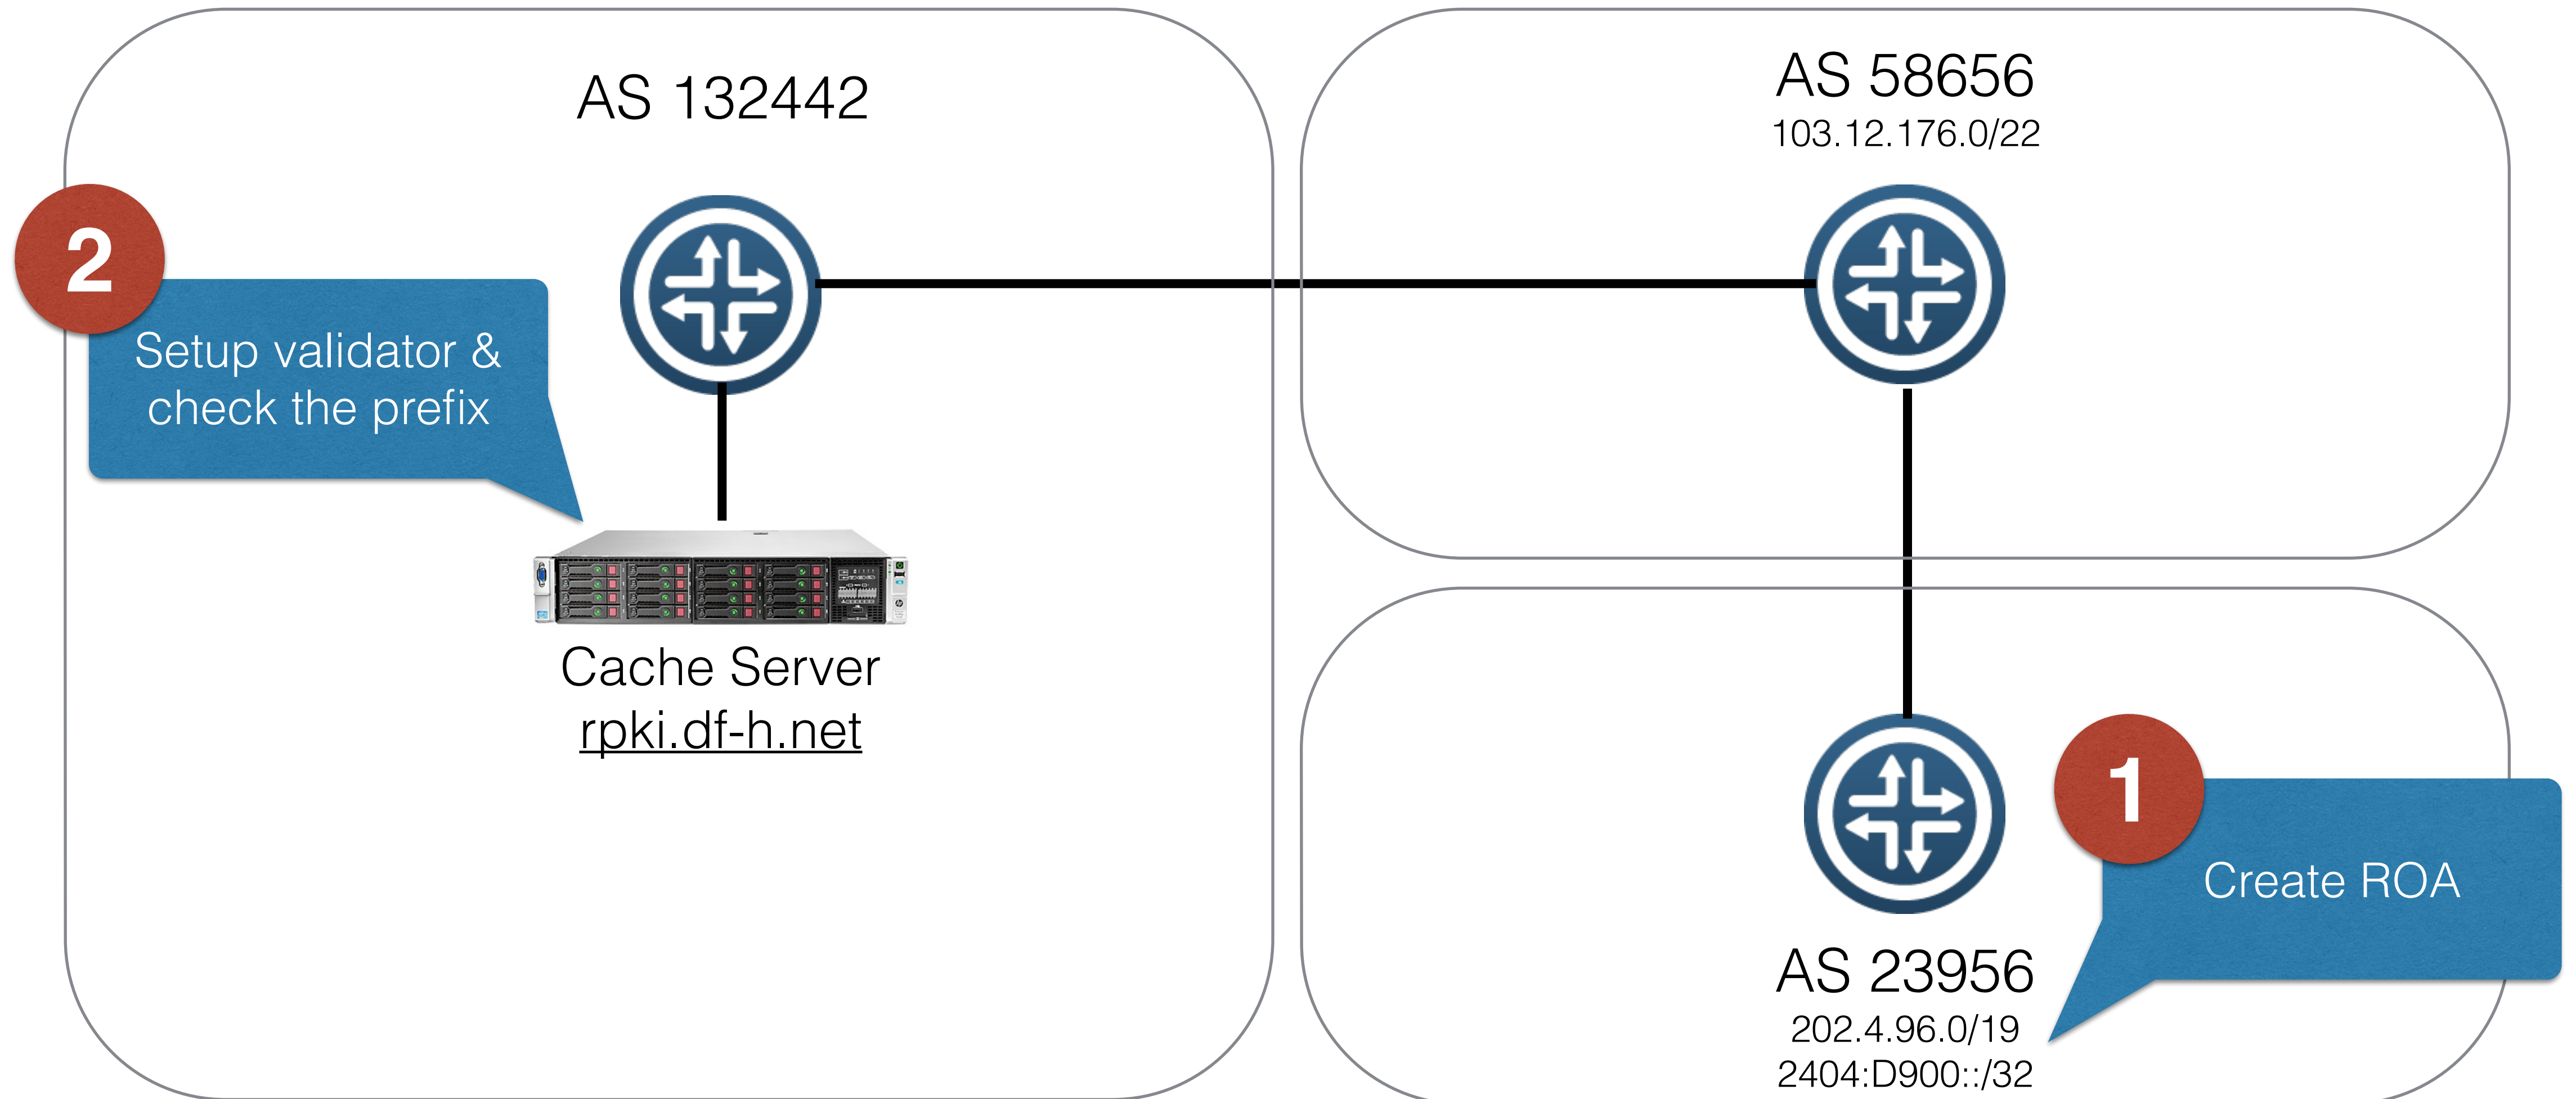 AS 132442
2
Setup validator &
check the prefix
Cache Server
rpki.df-h.net
AS 58656
103.12.176.0/22
1
Create ROA
AS 23956
202.4.96.0/19
2404:D900::/32